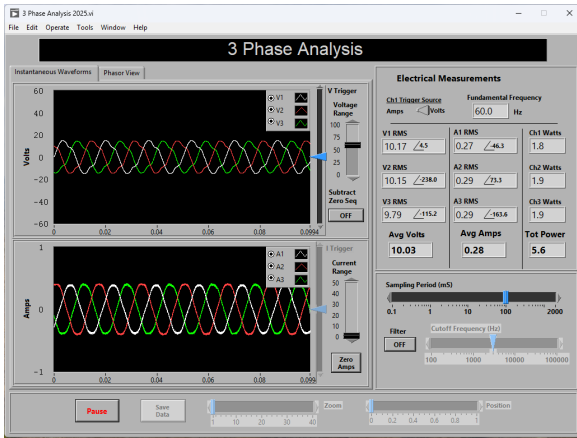 3 Phase Analysis 2025.vi
File Edit Operate Tools Window Help
3 Phase Analysis
Instantaneous Waveforms
Phasor View
60
40
20
0
−20
−40
−60
Volts
0 0.02 0.04 0.06 0.08 0.0994
V1
V2
V3
V Trigger
Voltage
Range
100
75
50
25
0
Subtract
Zero Seq
OFF
1
0
−1
Amps
0 0.02 0.04 0.06 0.08 0.0994
A1
A2
A3
I Trigger
Current
Range
50
40
30
20
10
0
Zero
Amps
Electrical Measurements
Ch1 Trigger Source
Amps Volts
Fundamental Frequency
60.0 Hz
V1 RMS A1 RMS Ch1 Watts
10.17 4.5 0.27 -46.3 1.8
V2 RMS A2 RMS Ch2 Watts
10.15 -238.0 0.29 73.3 1.9
V3 RMS A3 RMS Ch3 Watts
9.79 -115.2 0.29 -163.6 1.9
Avg Volts Avg Amps Tot Power
10.03 0.28 5.6
Sampling Period (mS)
0.1 1 10 100 2000
Filter
OFF
Cutoff Frequency (Hz)
100 1000 10000 100000
Pause
Save
Data
Zoom
1 10 20 30 40
Position
0 0.2 0.4 0.6 0.8 1